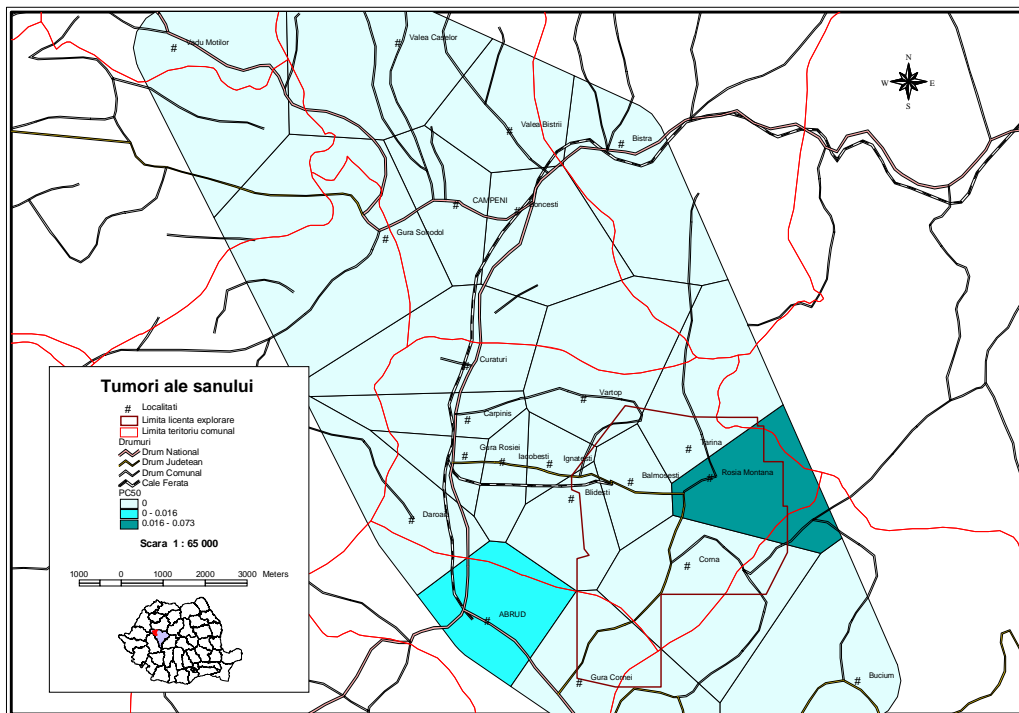 Vadu Motilor
Valea Caselor
N
W E
S
Valea Bistrii
Bistra
CAMPENI
Boncesti
Gura Sohodol
Curaturi
Vartop
Carpinis
Tarina
Gura Rosiei
Iacobesti
Ignatesti
Rosia Montana
Balmosesti
Blidesti
Daroaia
Corna
ABRUD
Gura Cornei
Bucium
Tumori ale sanului
# Localitati
Limita licenta explorare
Limita teritoriu comunal
Drumuri
Drum National
Drum Judetean
Drum Comunal
Cale Ferata
PC50
0
0 - 0.016
0.016 - 0.073
Scara 1 : 65 000
1000 0 1000 2000 3000 Meters